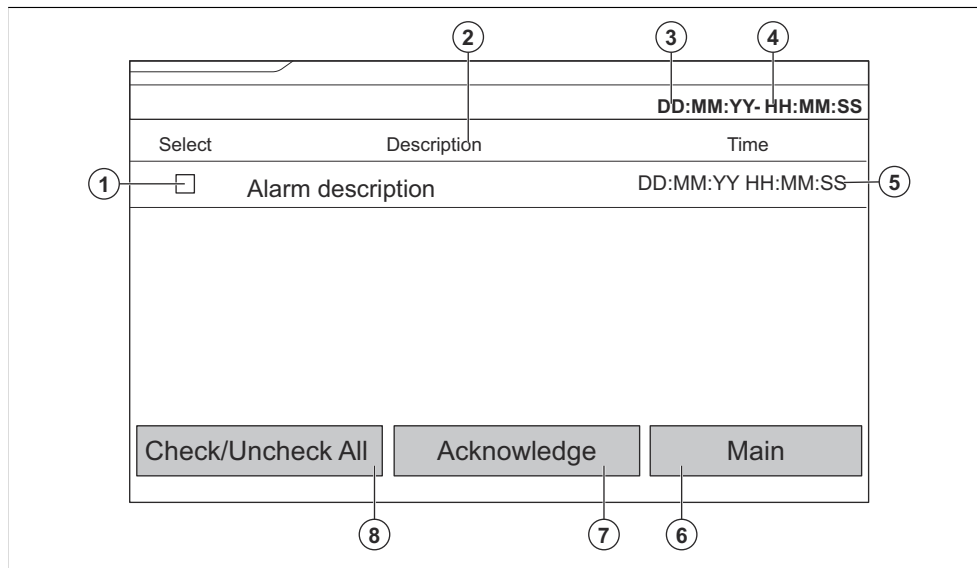 2 3 4
DD:MM:YY- HH:MM:SS
Select Description Time
1 Alarm description DD:MM:YY HH:MM:SS 5
Check/Uncheck All Acknowledge Main
8 7 6